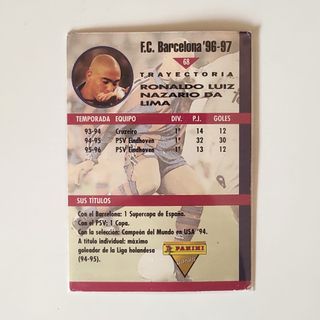 F.C. Barcelona '96-97
68
TRAYECTORIA
RONALDO LUIZ
NAZARIO DA
LIMA
TEMPORADA EQUIPO DIV. P.J. GOLES
93-94 Cruzeiro 1ª 14 12
94-95 PSV Eindhoven 1ª 32 30
95-96 PSV Eindhoven 1ª 13 12
SUS TÍTULOS
Con el Barcelona: 1 Supercopa de España.
Con el PSV: 1 Copa.
Con la selección: Campeón del Mundo en USA '94.
A título individual: máximo
goleador de la Liga holandesa
(94-95).
PANINI